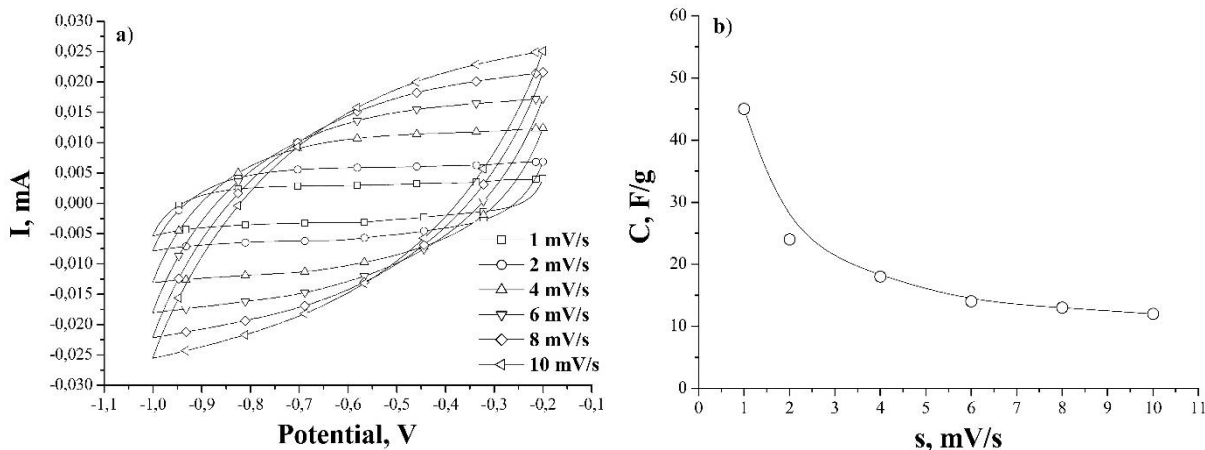 a)
I, mA
0,030
0,025
0,020
0,015
0,010
0,005
0,000
-0,005
-0,010
-0,015
-0,020
-0,025
-0,030
-1,1 -1,0 -0,9 -0,8 -0,7 -0,6 -0,5 -0,4 -0,3 -0,2 -0,1
Potential, V
1 mV/s
2 mV/s
4 mV/s
6 mV/s
8 mV/s
10 mV/s
b)
C, F/g
60
50
40
30
20
10
0
0 1 2 3 4 5 6 7 8 9 10 11
s, mV/s